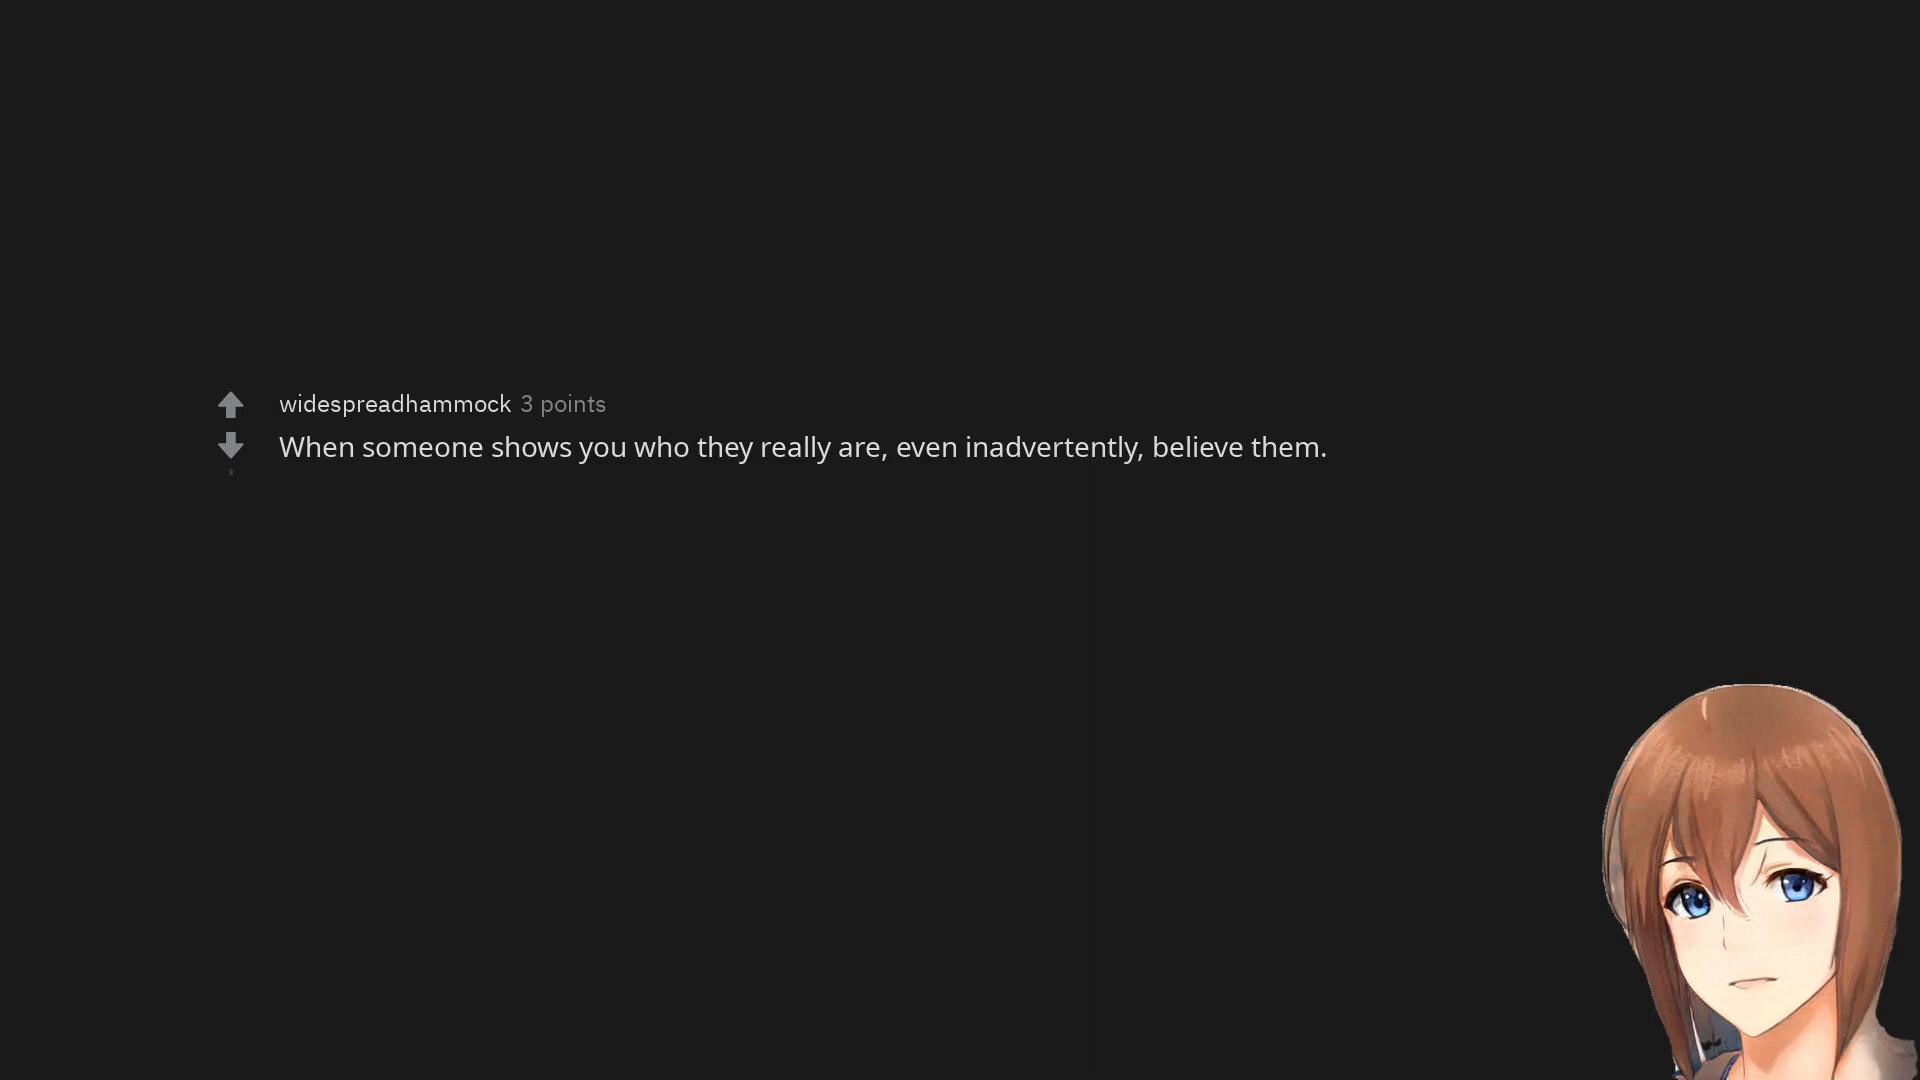 widespreadhammock 3 points
When someone shows you who they really are, even inadvertently, believe them.